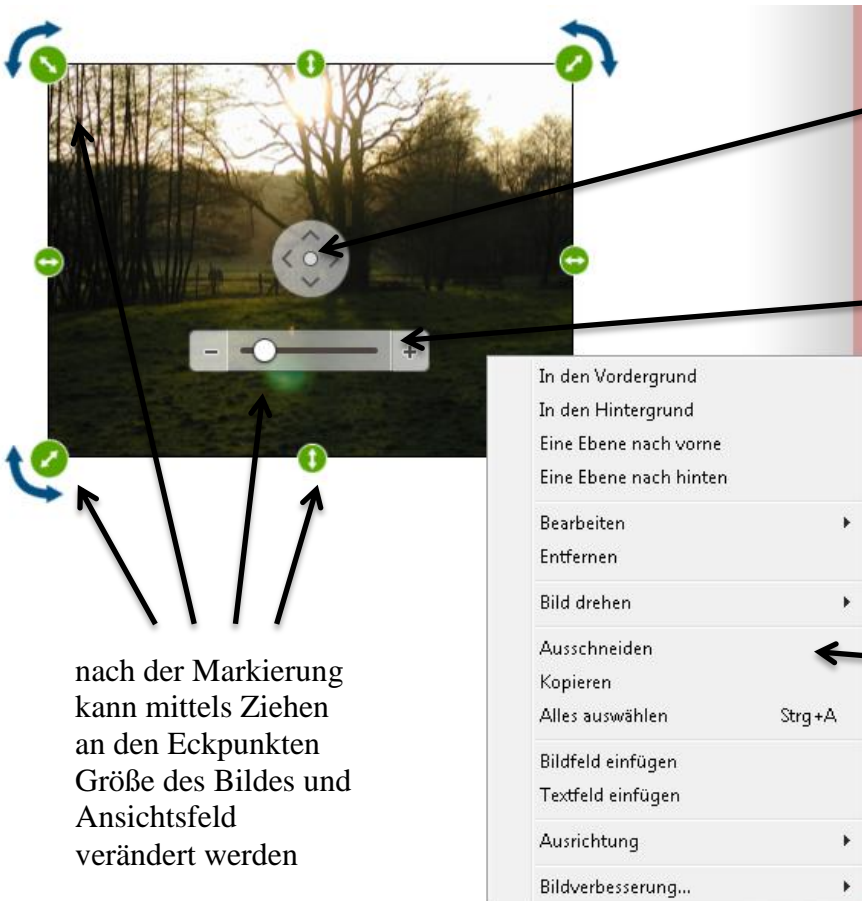 In den Vordergrund
In den Hintergrund
Eine Ebene nach vorne
Eine Ebene nach hinten
Bearbeiten
Entfernen
Bild drehen
Ausschneiden
Kopieren
Alles auswählen Strg+A
Bildfeld einfügen
Textfeld einfügen
Ausrichtung
Bildverbesserung...
nach der Markierung
kann mittels Ziehen
an den Eckpunkten
Größe des Bildes und
Ansichtsfeld
verändert werden